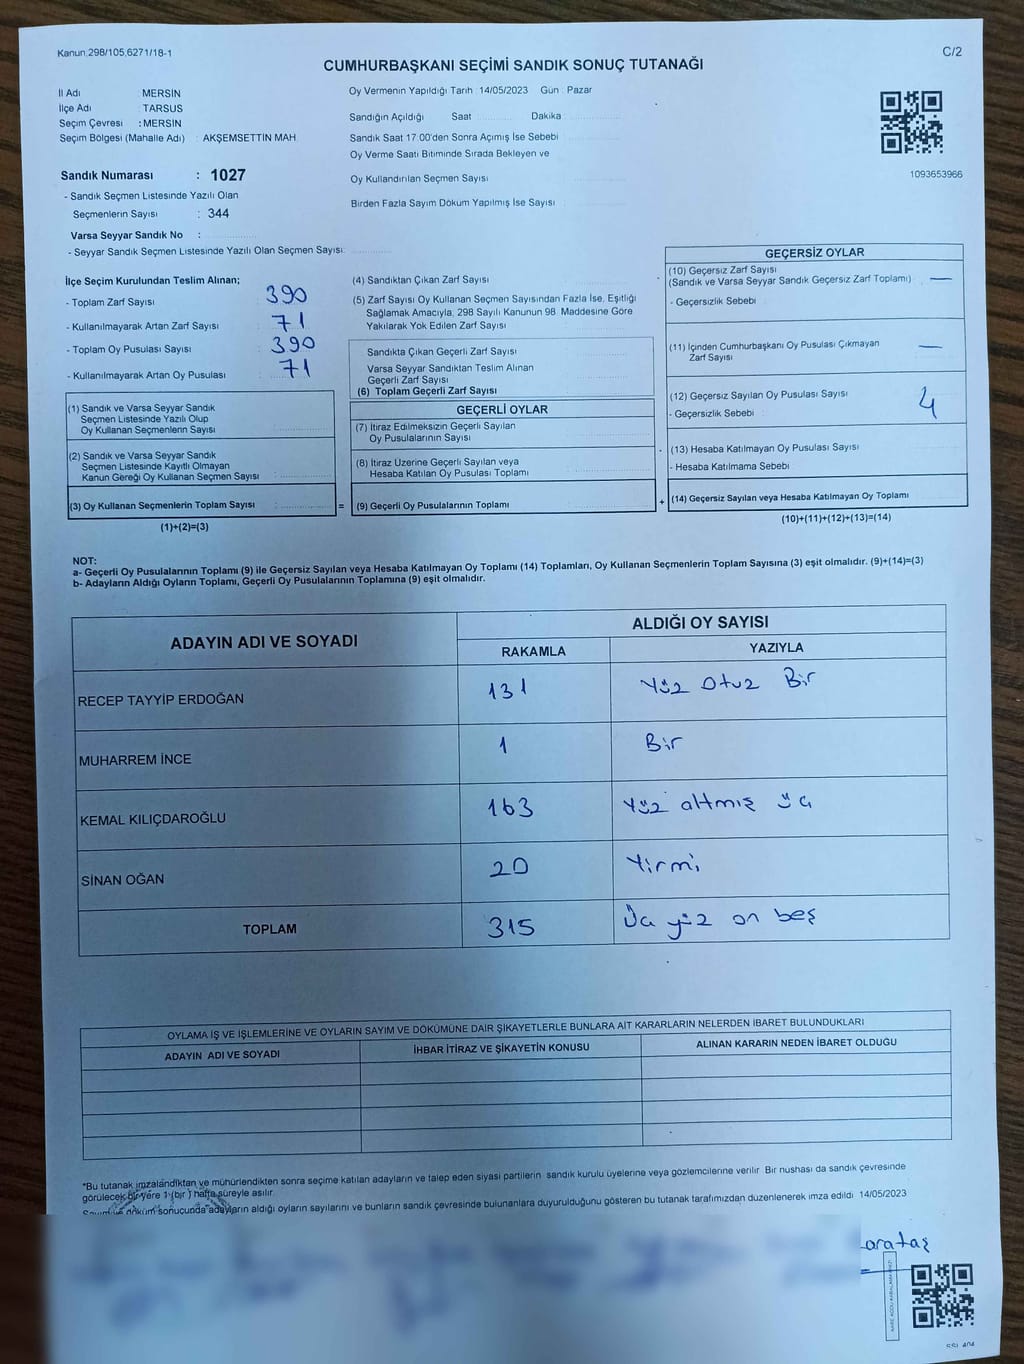 Kanun,298/105,6271/18-1
C/2
CUMHURBAŞKANI SEÇİMİ SANDIK SONUÇ TUTANAĞI
İl Adı : MERSİN
İlçe Adı : TARSUS
Seçim Çevresi : MERSİN
Seçim Bölgesi (Mahalle Adı) : AKŞEMSETTİN MAH.
Oy Vermenin Yapıldığı Tarih : 14/05/2023 Gün : Pazar
Sandığın Açıldığı Saat Dakika
Sandık Saat 17:00'den Sonra Açımış İse Sebebi
Oy Verme Saati Bitiminde Sırada Bekleyen ve
Oy Kullandırılan Seçmen Sayısı
Birden Fazla Sayım Döküm Yapılmış İse Sayısı
1093653966
Sandık Numarası : 1027
- Sandık Seçmen Listesinde Yazılı Olan
Seçmenlerin Sayısı : 344
Varsa Seyyar Sandık No :
- Seyyar Sandık Seçmen Listesinde Yazılı Olan Seçmen Sayısı:
İlçe Seçim Kurulundan Teslim Alınan;
- Toplam Zarf Sayısı : 390
- Kullanılmayarak Artan Zarf Sayısı : 71
- Toplam Oy Pusulası Sayısı : 390
- Kullanılmayarak Artan Oy Pusulası : 71
(1) Sandık ve Varsa Seyyar Sandık
Seçmen Listesinde Yazılı Olup
Oy Kullanan Seçmenlerin Sayısı
(2) Sandık ve Varsa Seyyar Sandık
Seçmen Listesinde Kayıtlı Olmayan
Kanun Gereği Oy Kullanan Seçmen Sayısı
(3) Oy Kullanan Seçmenlerin Toplam Sayısı :
(1)+(2)=(3)
(4) Sandıktan Çıkan Zarf Sayısı
(5) Zarf Sayısı Oy Kullanan Seçmen Sayısından Fazla İse, Eşitliği
Sağlamak Amacıyla, 298 Sayılı Kanunun 98. Maddesine Göre
Yakılarak Yok Edilen Zarf Sayısı
Sandıkta Çıkan Geçerli Zarf Sayısı
Varsa Seyyar Sandıktan Teslim Alınan
Geçerli Zarf Sayısı
(6) Toplam Geçerli Zarf Sayısı
GEÇERLİ OYLAR
(7) İtiraz Edilmeksizin Geçerli Sayılan
Oy Pusulalarının Sayısı
(8) İtiraz Üzerine Geçerli Sayılan veya
Hesaba Katılan Oy Pusulası Toplamı
= (9) Geçerli Oy Pusulalarının Toplamı
GEÇERSİZ OYLAR
(10) Geçersiz Zarf Sayısı
(Sandık ve Varsa Seyyar Sandık Geçersiz Zarf Toplamı) —
- Geçersizlik Sebebi
(11) İçinden Cumhurbaşkanı Oy Pusulası Çıkmayan
Zarf Sayısı —
(12) Geçersiz Sayılan Oy Pusulası Sayısı 4
- Geçersizlik Sebebi
(13) Hesaba Katılmayan Oy Pusulası Sayısı
- Hesaba Katılmama Sebebi
+ (14) Geçersiz Sayılan veya Hesaba Katılmayan Oy Toplamı
(10)+(11)+(12)+(13)=(14)
NOT:
a- Geçerli Oy Pusulalarının Toplamı (9) ile Geçersiz Sayılan veya Hesaba Katılmayan Oy Toplamı (14) Toplamları, Oy Kullanan Seçmenlerin Toplam Sayısına (3) eşit olmalıdır. (9)+(14)=(3)
b- Adayların Aldığı Oyların Toplamı, Geçerli Oy Pusulalarının Toplamına (9) eşit olmalıdır.
ADAYIN ADI VE SOYADI ALDIĞI OY SAYISI
RAKAMLA YAZIYLA
RECEP TAYYİP ERDOĞAN 131 Yüz Otuz Bir
MUHARREM İNCE 1 Bir
KEMAL KILIÇDAROĞLU 163 Yüz altmış üç
SİNAN OĞAN 20 Yirmi
TOPLAM 315 Üç yüz on beş
OYLAMA İŞ VE İŞLEMLERİNE VE OYLARIN SAYIM VE DÖKÜMÜNE DAİR ŞİKAYETLERLE BUNLARA AİT KARARLARIN NELERDEN İBARET BULUNDUKLARI
ADAYIN ADI VE SOYADI İHBAR İTİRAZ VE ŞİKAYETİN KONUSU ALINAN KARARIN NEDEN İBARET OLDUĞU
*Bu tutanak imzalandıktan ve mühürlendikten sonra seçime katılan adayların ve talep eden siyasi partilerin sandık kurulu üyelerine veya gözlemcilerine verilir. Bir nushası da sandık çevresinde
görülecek bir yere 1 (bir) hafta süreyle asılır.
döküm sonucunda adayların aldığı oyların sayılarını ve bunların sandık çevresinde bulunanlara duyurulduğunu gösteren bu tutanak tarafımızdan düzenlenerek imza edildi 14/05/2023
arataş